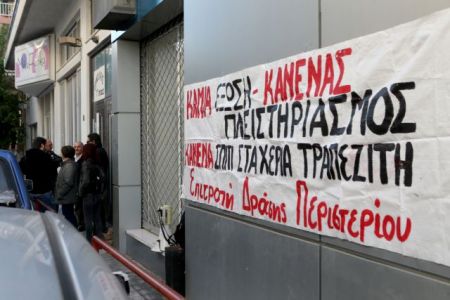 ΚΑΜΙΑ ΕΞΩΣΗ - ΚΑΝΕΝΑΣ
ΠΛΕΙΣΤΗΡΙΑΣΜΟΣ
ΚΑΝΕΝΑ ΣΠΙΤΙ ΣΤΑ ΧΕΡΙΑ ΤΡΑΠΕΖΙΤΗ
Επιτροπή Δράσης Περιστερίου